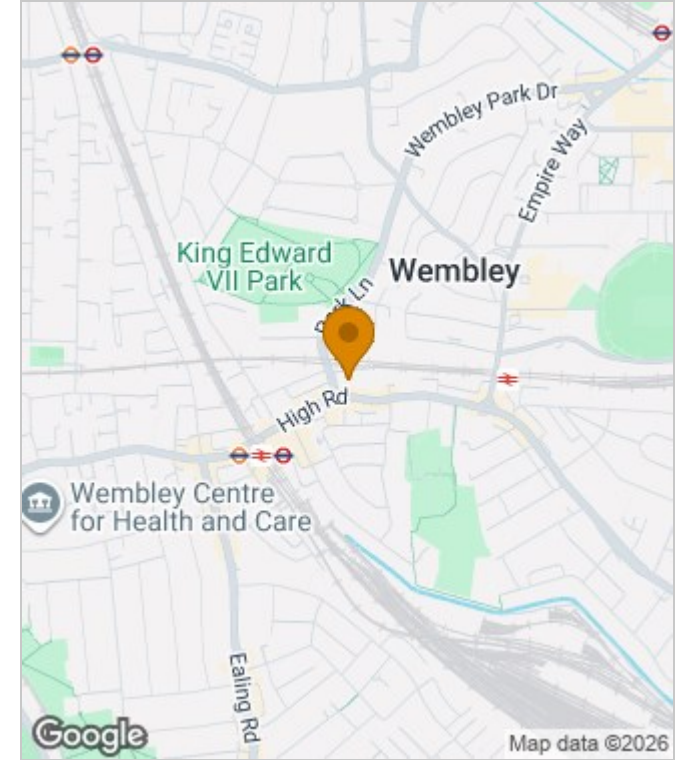 Wembley Park Dr
Empire Way
King Edward
VII Park
Wembley
Park Ln
High Rd
Wembley Centre
for Health and Care
Ealing Rd
Google
Map data ©2026